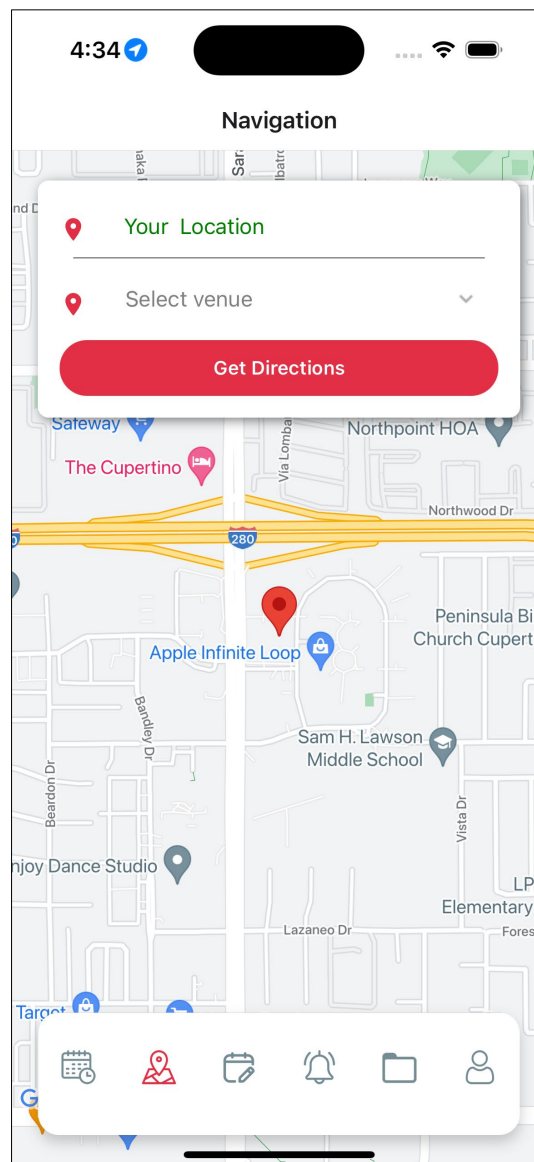 4:34
Navigation
Your Location
Select venue
Get Directions
Safeway
Via Lomba
Northpoint HOA
The Cupertino
Northwood Dr
280
Peninsula Bi
Church Cupert
Apple Infinite Loop
Bandley Dr
Sam H. Lawson
Middle School
Beardon Dr
Vista Dr
njoy Dance Studio
LP
Elementary
Lazaneo Dr
Fores
Target
G